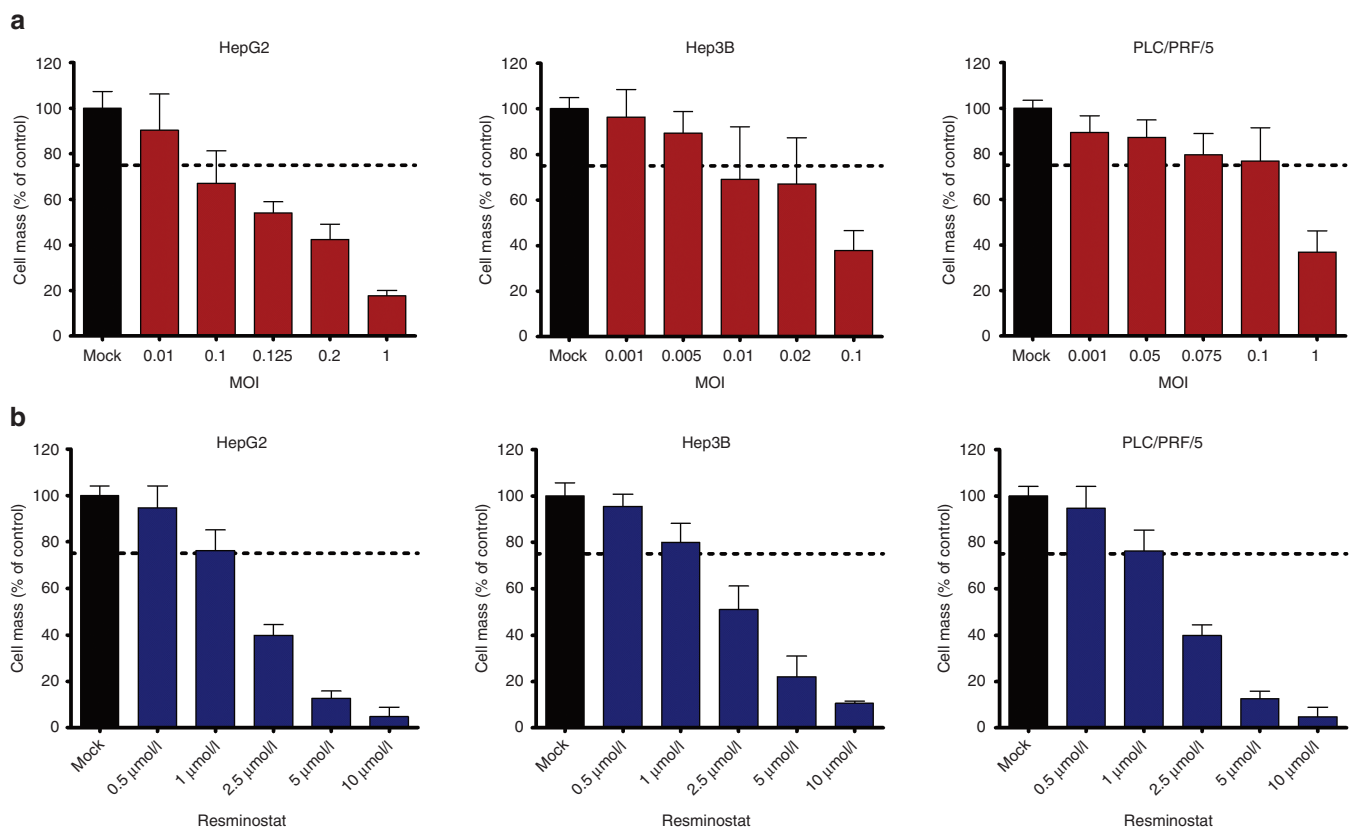 a
HepG2
Cell mass (% of control)
120
100
80
60
40
20
0
Mock 0.01 0.1 0.125 0.2 1
MOI
Hep3B
Cell mass (% of control)
120
100
80
60
40
20
0
Mock 0.001 0.005 0.01 0.02 0.1
MOI
PLC/PRF/5
Cell mass (% of control)
120
100
80
60
40
20
0
Mock 0.001 0.05 0.075 0.1 1
MOI
b
HepG2
Cell mass (% of control)
120
100
80
60
40
20
0
Mock 0.5 µmol/l 1 µmol/l 2.5 µmol/l 5 µmol/l 10 µmol/l
Resminostat
Hep3B
Cell mass (% of control)
120
100
80
60
40
20
0
Mock 0.5 µmol/l 1 µmol/l 2.5 µmol/l 5 µmol/l 10 µmol/l
Resminostat
PLC/PRF/5
Cell mass (% of control)
120
100
80
60
40
20
0
Mock 0.5 µmol/l 1 µmol/l 2.5 µmol/l 5 µmol/l 10 µmol/l
Resminostat